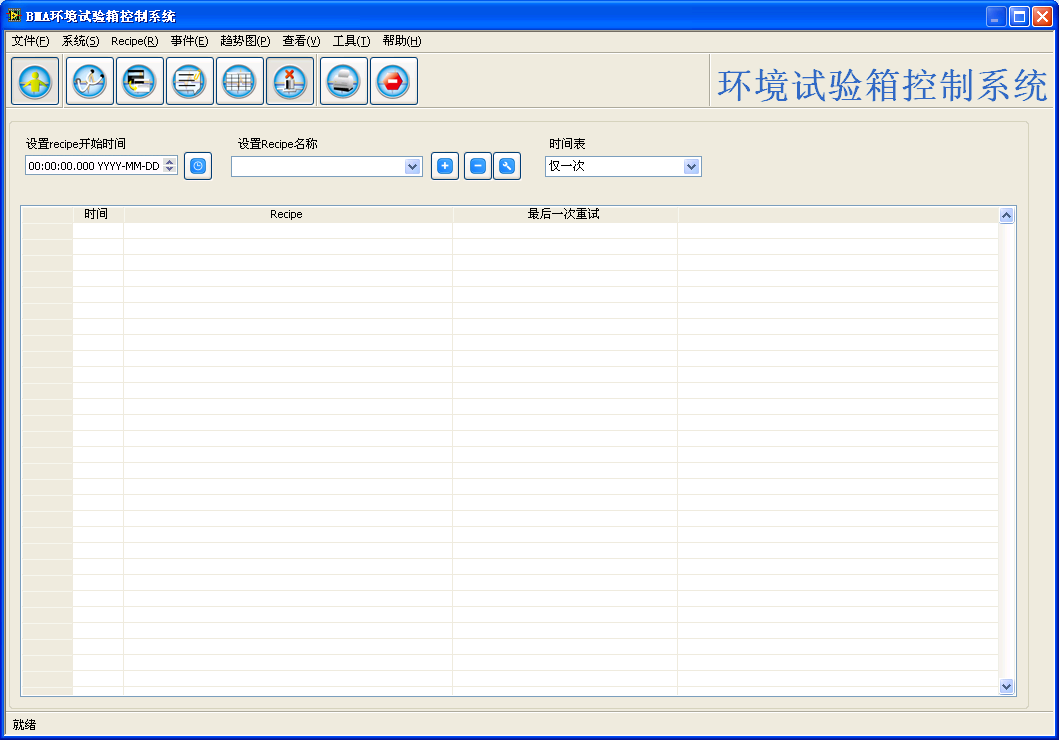 BMA环境试验箱控制系统
文件(F) 系统(S) Recipe(R) 事件(E) 趋势图(P) 查看(V) 工具(T) 帮助(H)
环境试验箱控制系统
设置recipe开始时间 设置Recipe名称 时间表
00:00:00.000 YYYY-MM-DD 仅一次
时间 Recipe 最后一次重试
就绪